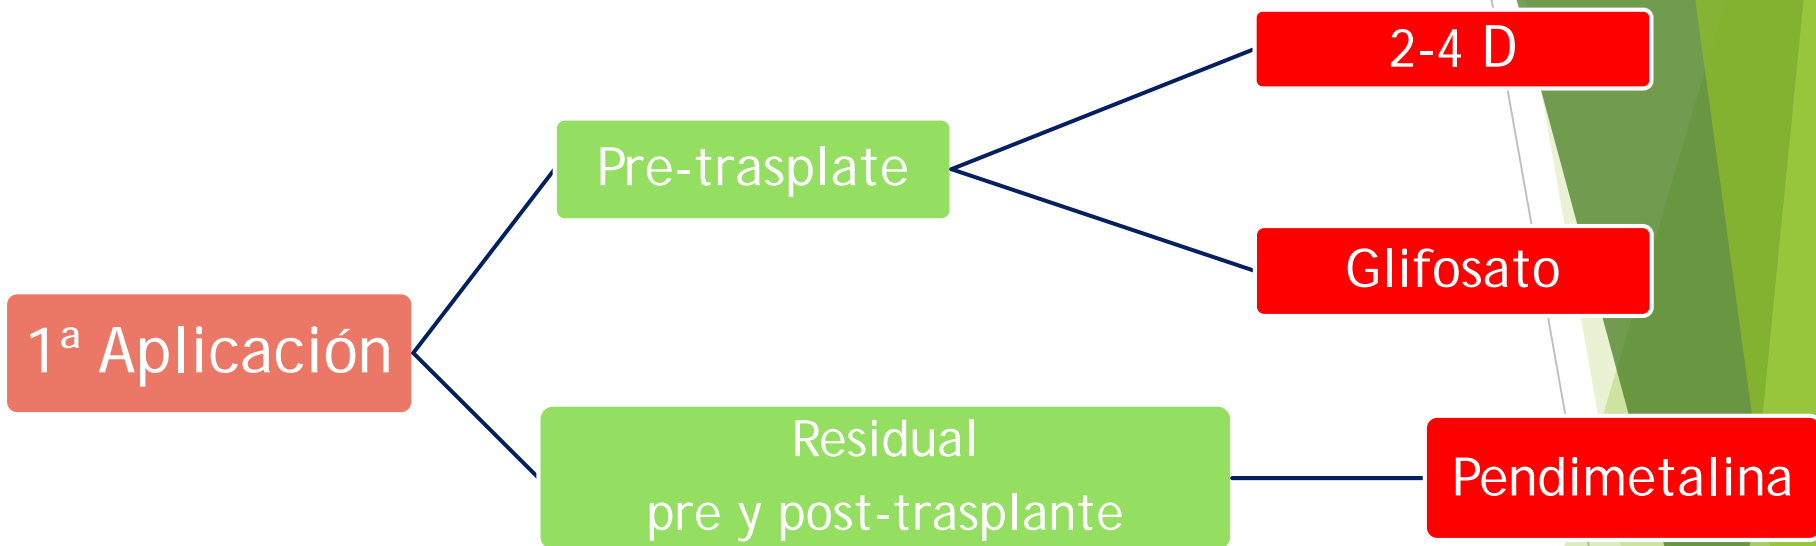 2-4 D
Pre-trasplate
Glifosato
1ª Aplicación
Residual
pre y post-trasplante
Pendimetalina